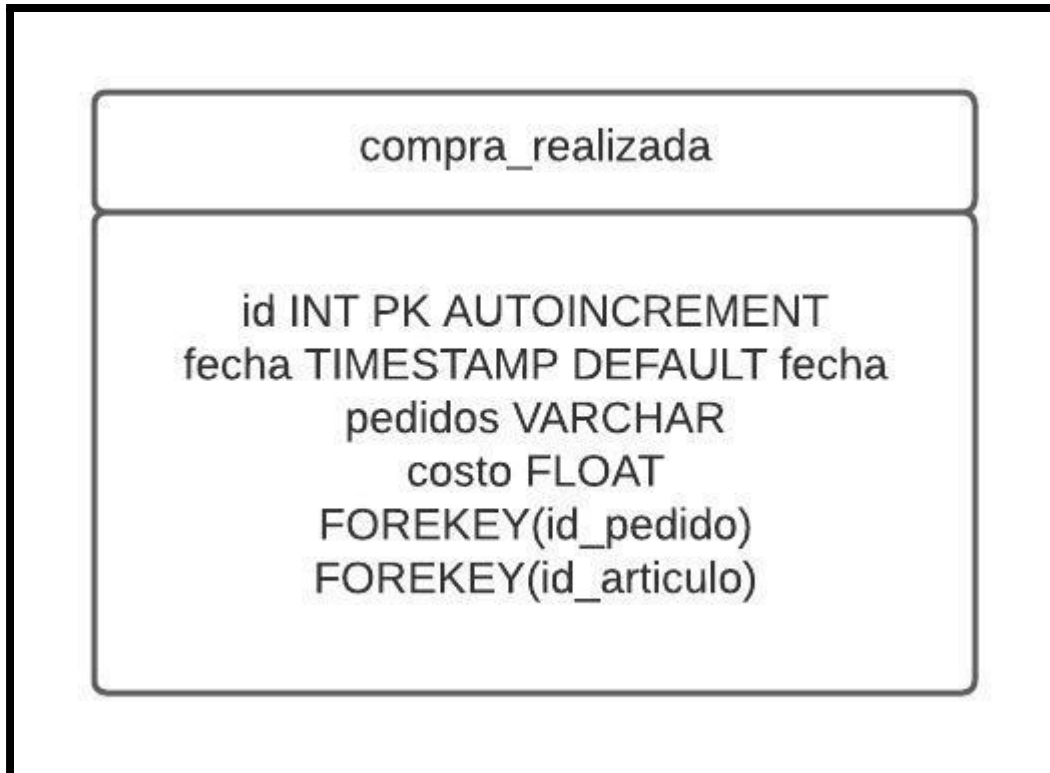 compra_realizada
id INT PK AUTOINCREMENT
fecha TIMESTAMP DEFAULT fecha
pedidos VARCHAR
costo FLOAT
FOREKEY(id_pedido)
FOREKEY(id_articulo)